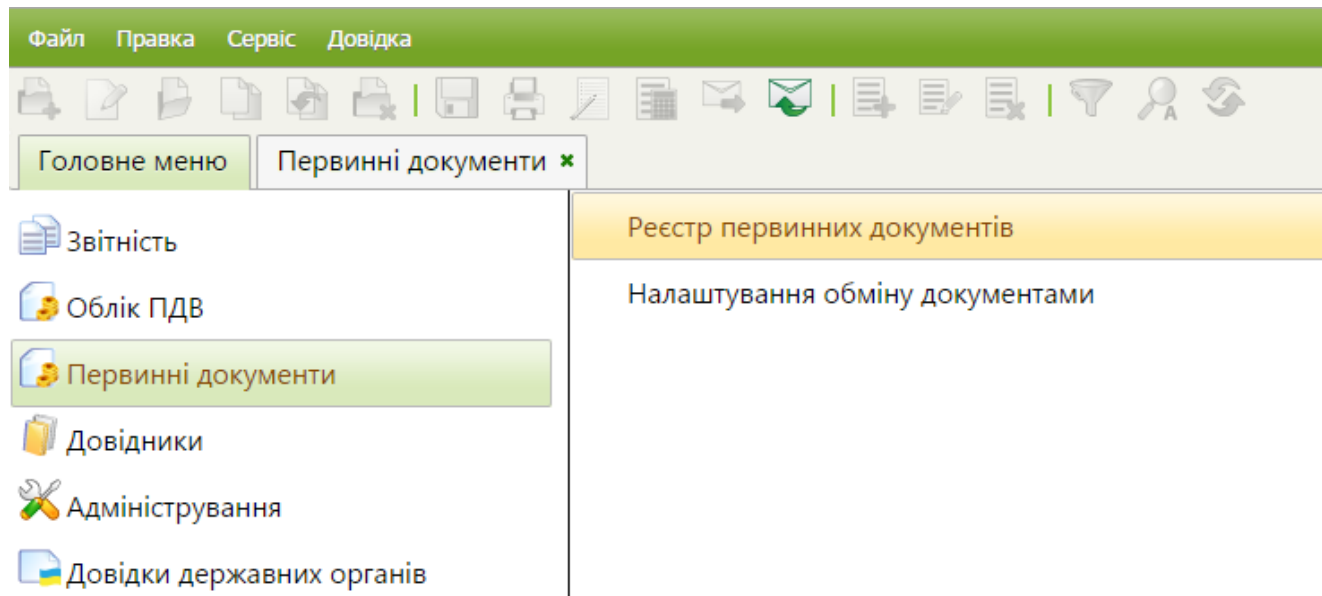 Файл Правка Сервіс Довідка
Головне меню Первинні документи
Звітність
Облік ПДВ
Первинні документи
Довідники
Адміністрування
Довідки державних органів
Реєстр первинних документів
Налаштування обміну документами